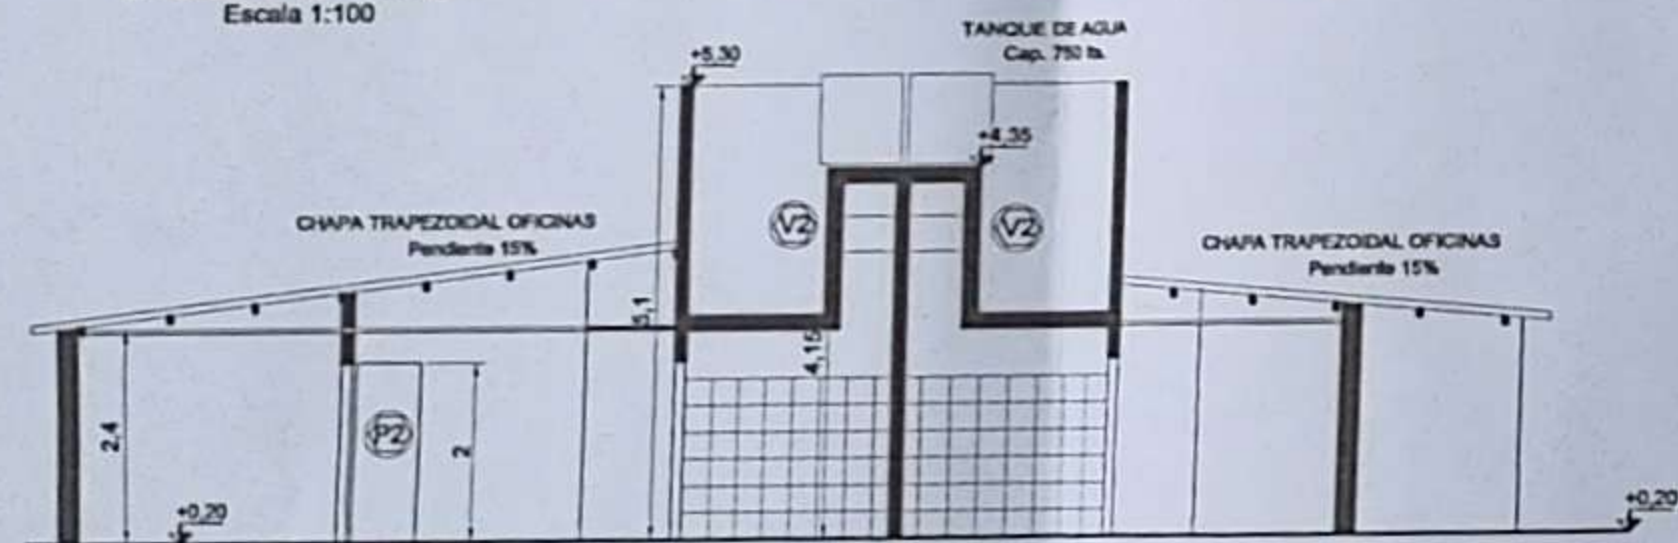 Escala 1:100
TANQUE DE AGUA
Cap. 750 lts.
+5,30
+4,35
CHAPA TRAPEZOIDAL OFICINAS
Pendiente 15%
V2
V2
CHAPA TRAPEZOIDAL OFICINAS
Pendiente 15%
5,1
4,15
2,4
P2
2
+0,20
+0,20